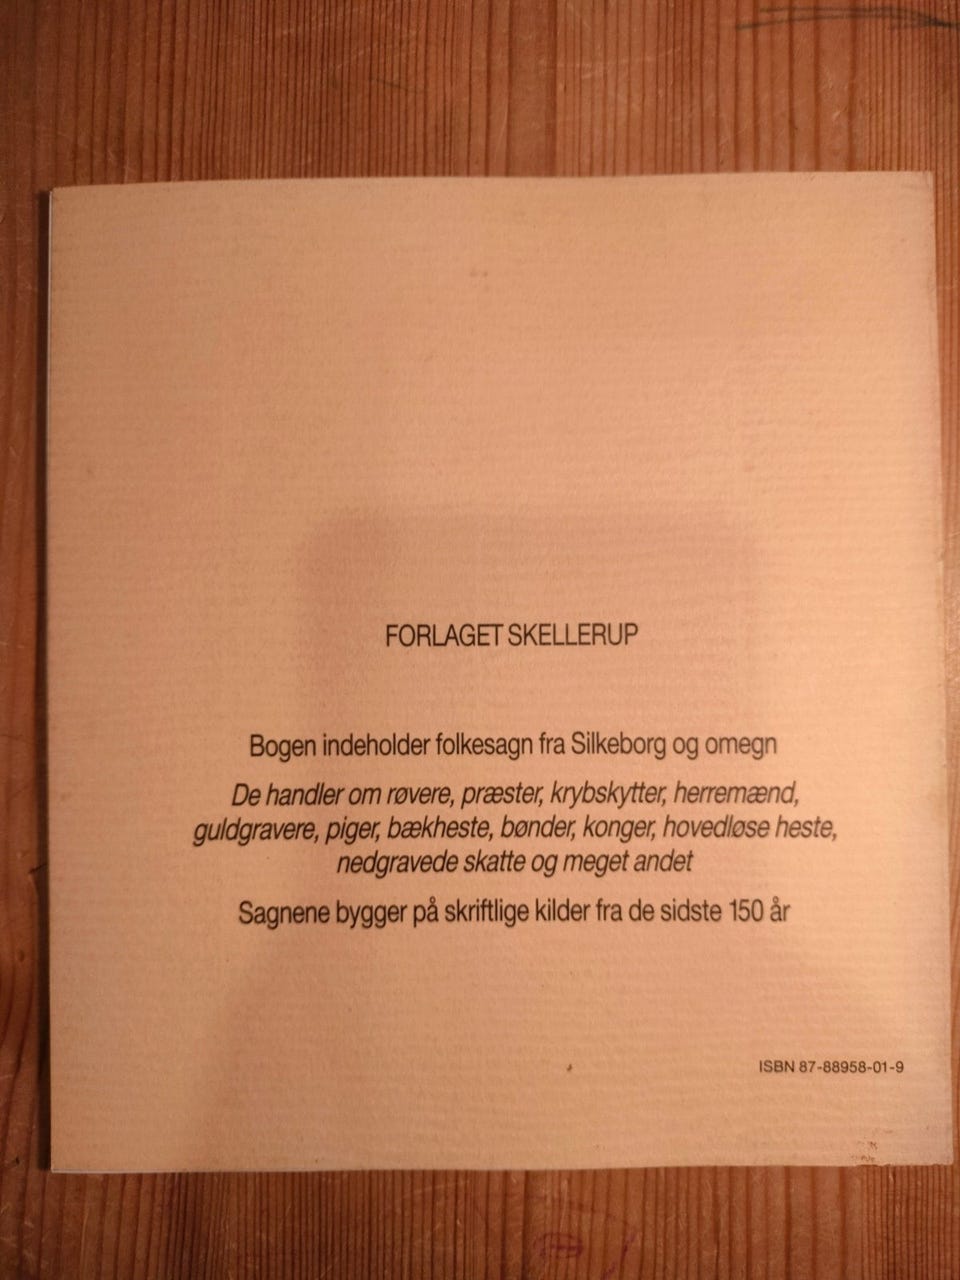 FORLAGET SKELLERUP
Bogen indeholder folkesagn fra Silkeborg og omegn
De handler om røvere, præster, krybskytter, herremænd,
guldgravere, piger, bækheste, bønder, konger, hovedløse heste,
nedgravede skatte og meget andet
Sagnene bygger på skriftlige kilder fra de sidste 150 år
ISBN 87-88958-01-9